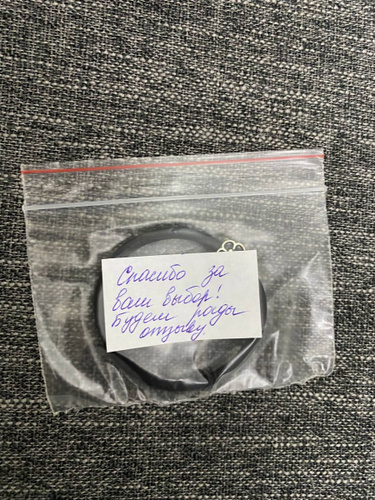 Спасибо за
ваш выбор!
Будем рады
отзыву.